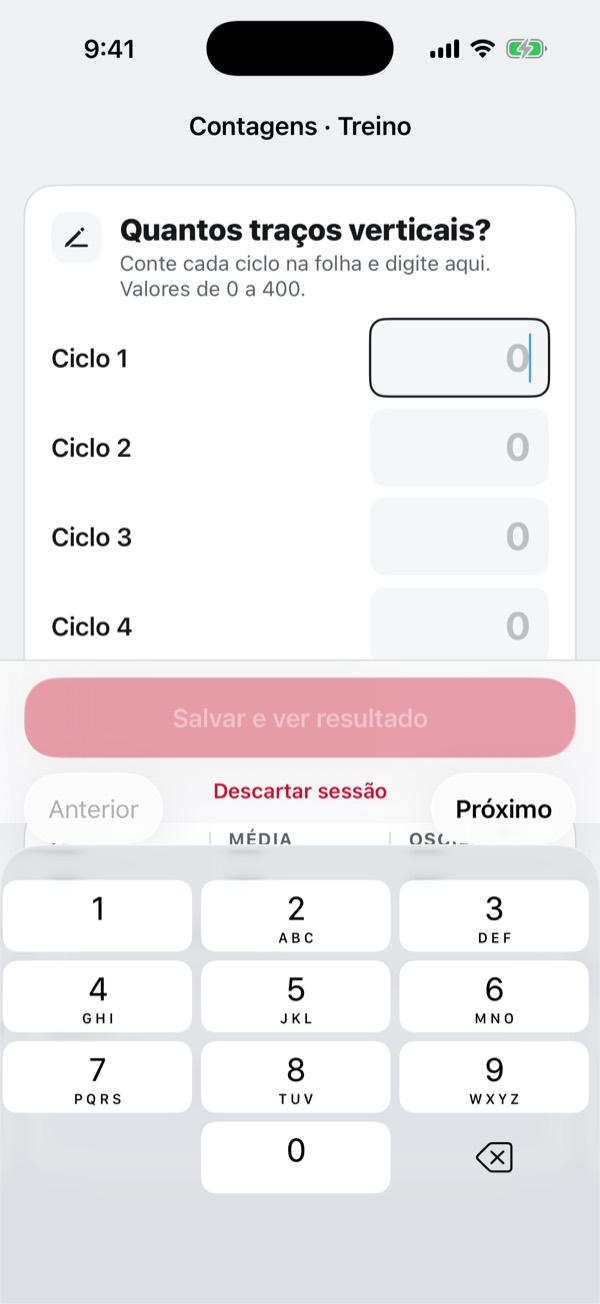 9:41
Contagens · Treino
Quantos traços verticais?
Conte cada ciclo na folha e digite aqui.
Valores de 0 a 400.
Ciclo 1
0
Ciclo 2
0
Ciclo 3
0
Ciclo 4
0
Salvar e ver resultado
Descartar sessão
Anterior
Próximo
MÉDIA
1
2
ABC
3
DEF
4
GHI
5
JKL
6
MNO
7
PQRS
8
TUV
9
WXYZ
0